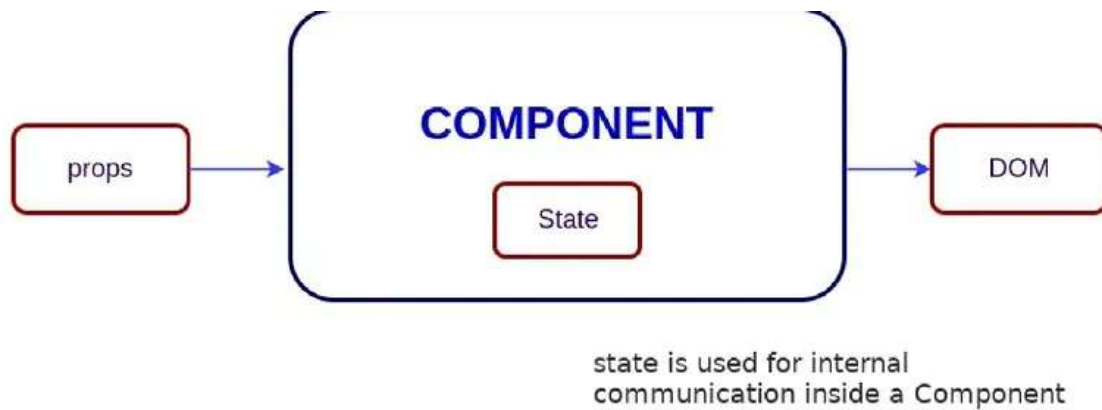 COMPONENT
props
State
DOM
state is used for internal
communication inside a Component